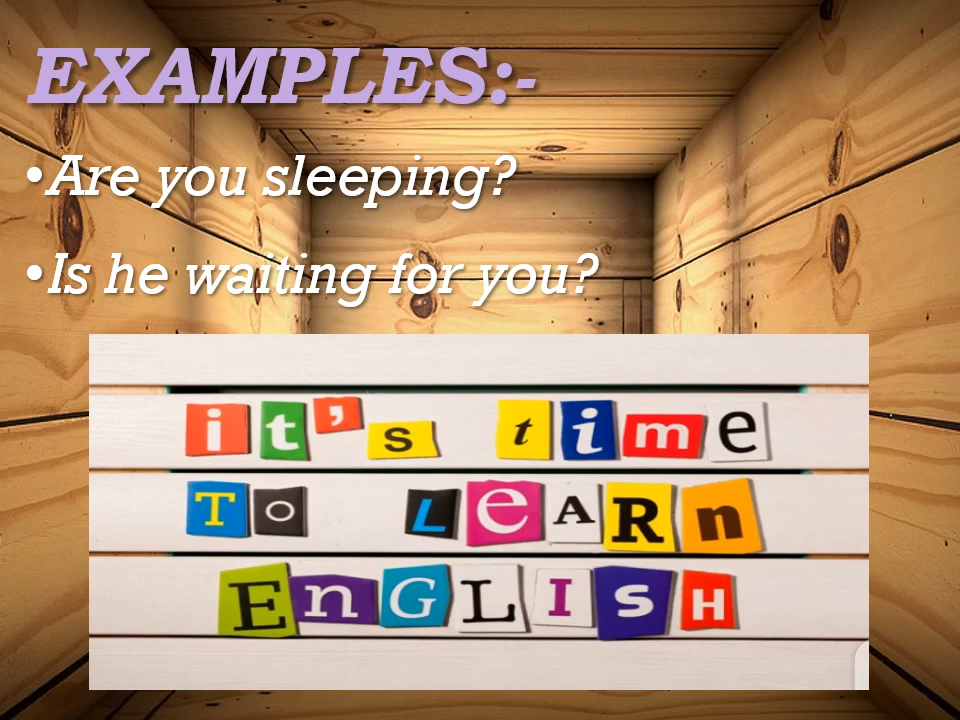 EXAMPLES:-
•Are you sleeping?
•Is he waiting for you?
it's time
To LeARn
EnGLISH